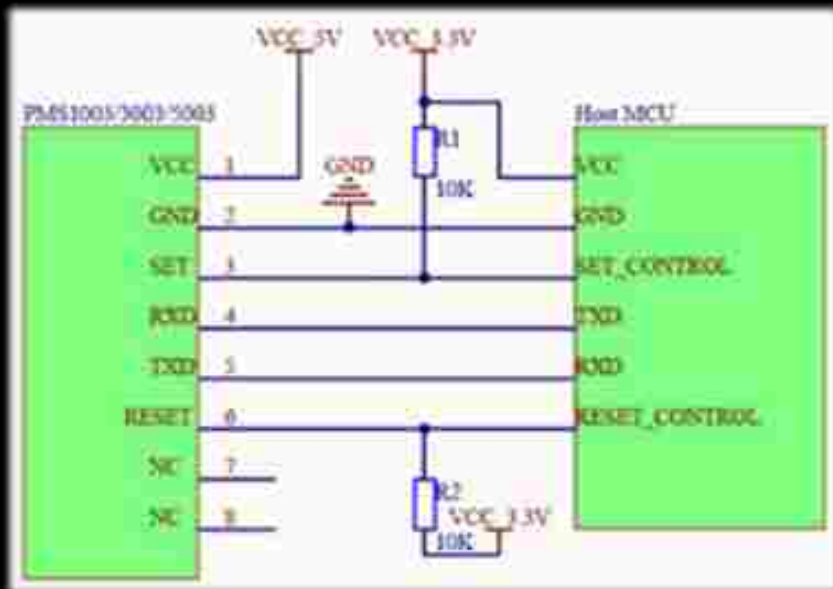 VCC_5V
VCC_3.3V
PMS1003/3003/5003
Host MCU
VCC 1
R1
GND
VCC
10K
GND 2
GND
SET 3
SET_CONTROL
RXD 4
TXD
TXD 5
RXD
RESET 6
RESET_CONTROL
NC 7
R2
NC 8
VCC_3.3V
10K